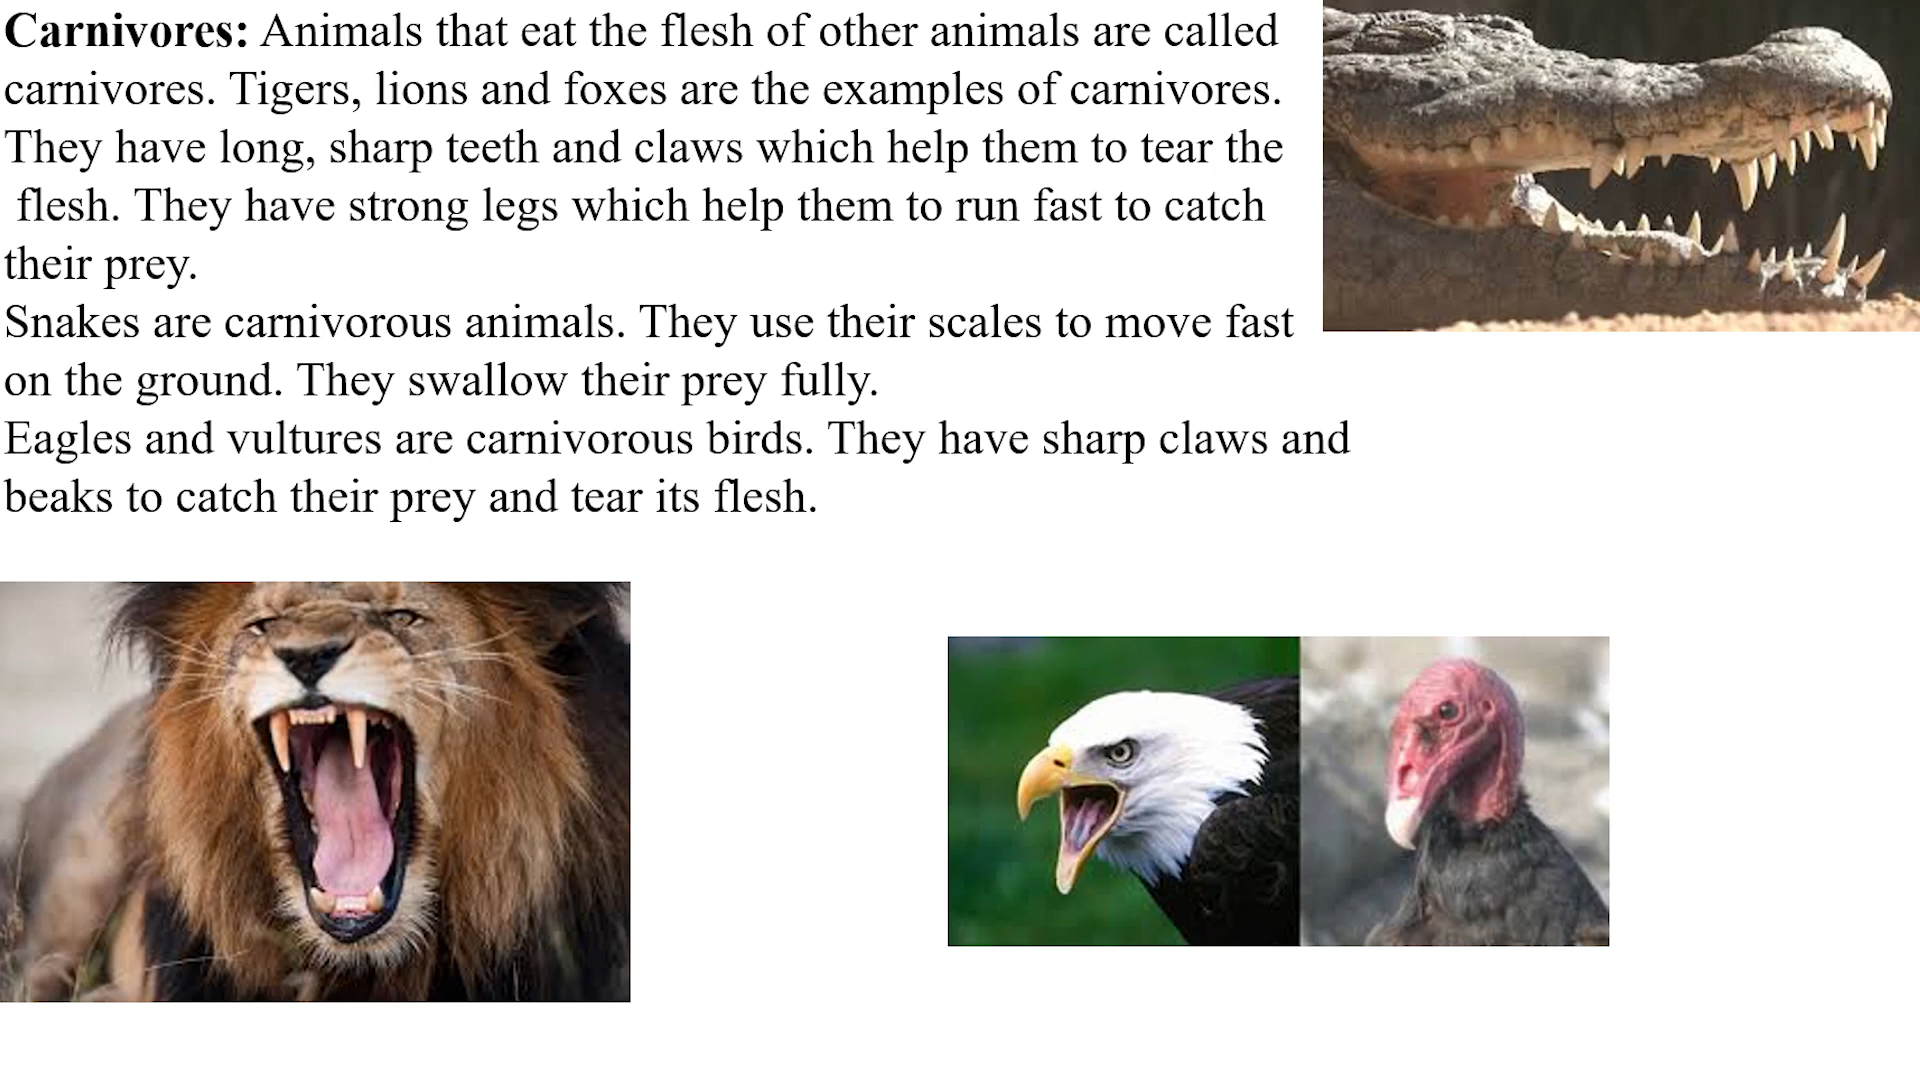 Carnivores: Animals that eat the flesh of other animals are called
carnivores. Tigers, lions and foxes are the examples of carnivores.
They have long, sharp teeth and claws which help them to tear the
flesh. They have strong legs which help them to run fast to catch
their prey.
Snakes are carnivorous animals. They use their scales to move fast
on the ground. They swallow their prey fully.
Eagles and vultures are carnivorous birds. They have sharp claws and
beaks to catch their prey and tear its flesh.